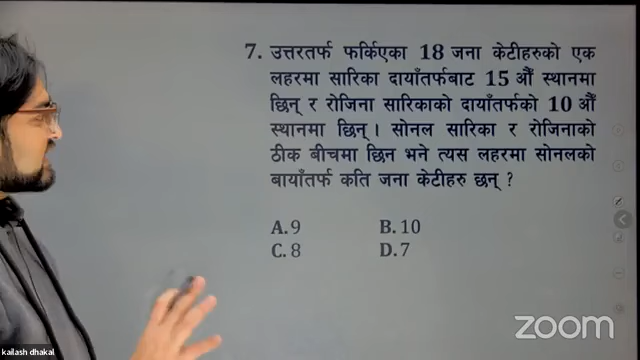 7. उत्तरतर्फ फर्किएका 18 जना केटीहरुको एक
लहरमा सारिका दायाँतर्फबाट 15 औँ स्थानमा
छिन् र रोजिना सारिकाको दायाँतर्फको 10 औँ
स्थानमा छिन् । सोनल सारिका र रोजिनाको
ठीक बीचमा छिन भने त्यस लहरमा सोनलको
बायाँतर्फ कति जना केटीहरु छन् ?
A. 9 B. 10
C. 8 D. 7
zoom
kailash dhakal